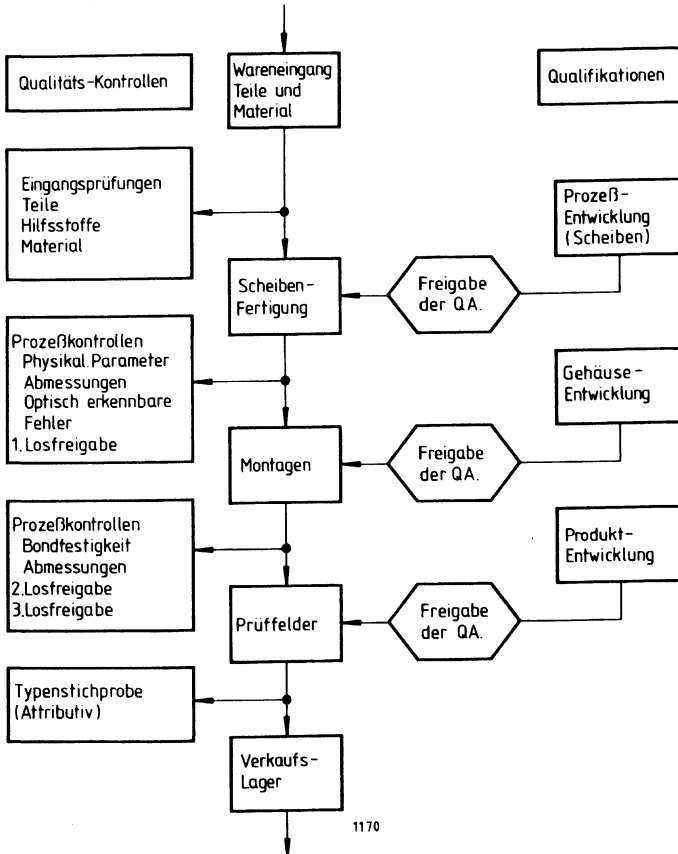 Qualitäts-Kontrollen
Wareneingang
Teile und
Material
Qualifikationen
Eingangsprüfungen
Teile
Hilfsstoffe
Material
Prozeß-
Entwicklung
(Scheiben)
Scheiben-
Fertigung
Freigabe
der QA.
Prozeßkontrollen
Physikal. Parameter
Abmessungen
Optisch erkennbare
Fehler
1. Losfreigabe
Gehäuse-
Entwicklung
Montagen
Freigabe
der QA.
Prozeßkontrollen
Bondfestigkeit
Abmessungen
2. Losfreigabe
3. Losfreigabe
Produkt-
Entwicklung
Prüffelder
Freigabe
der QA.
Typenstichprobe
(Attributiv)
Verkaufs-
Lager
1170